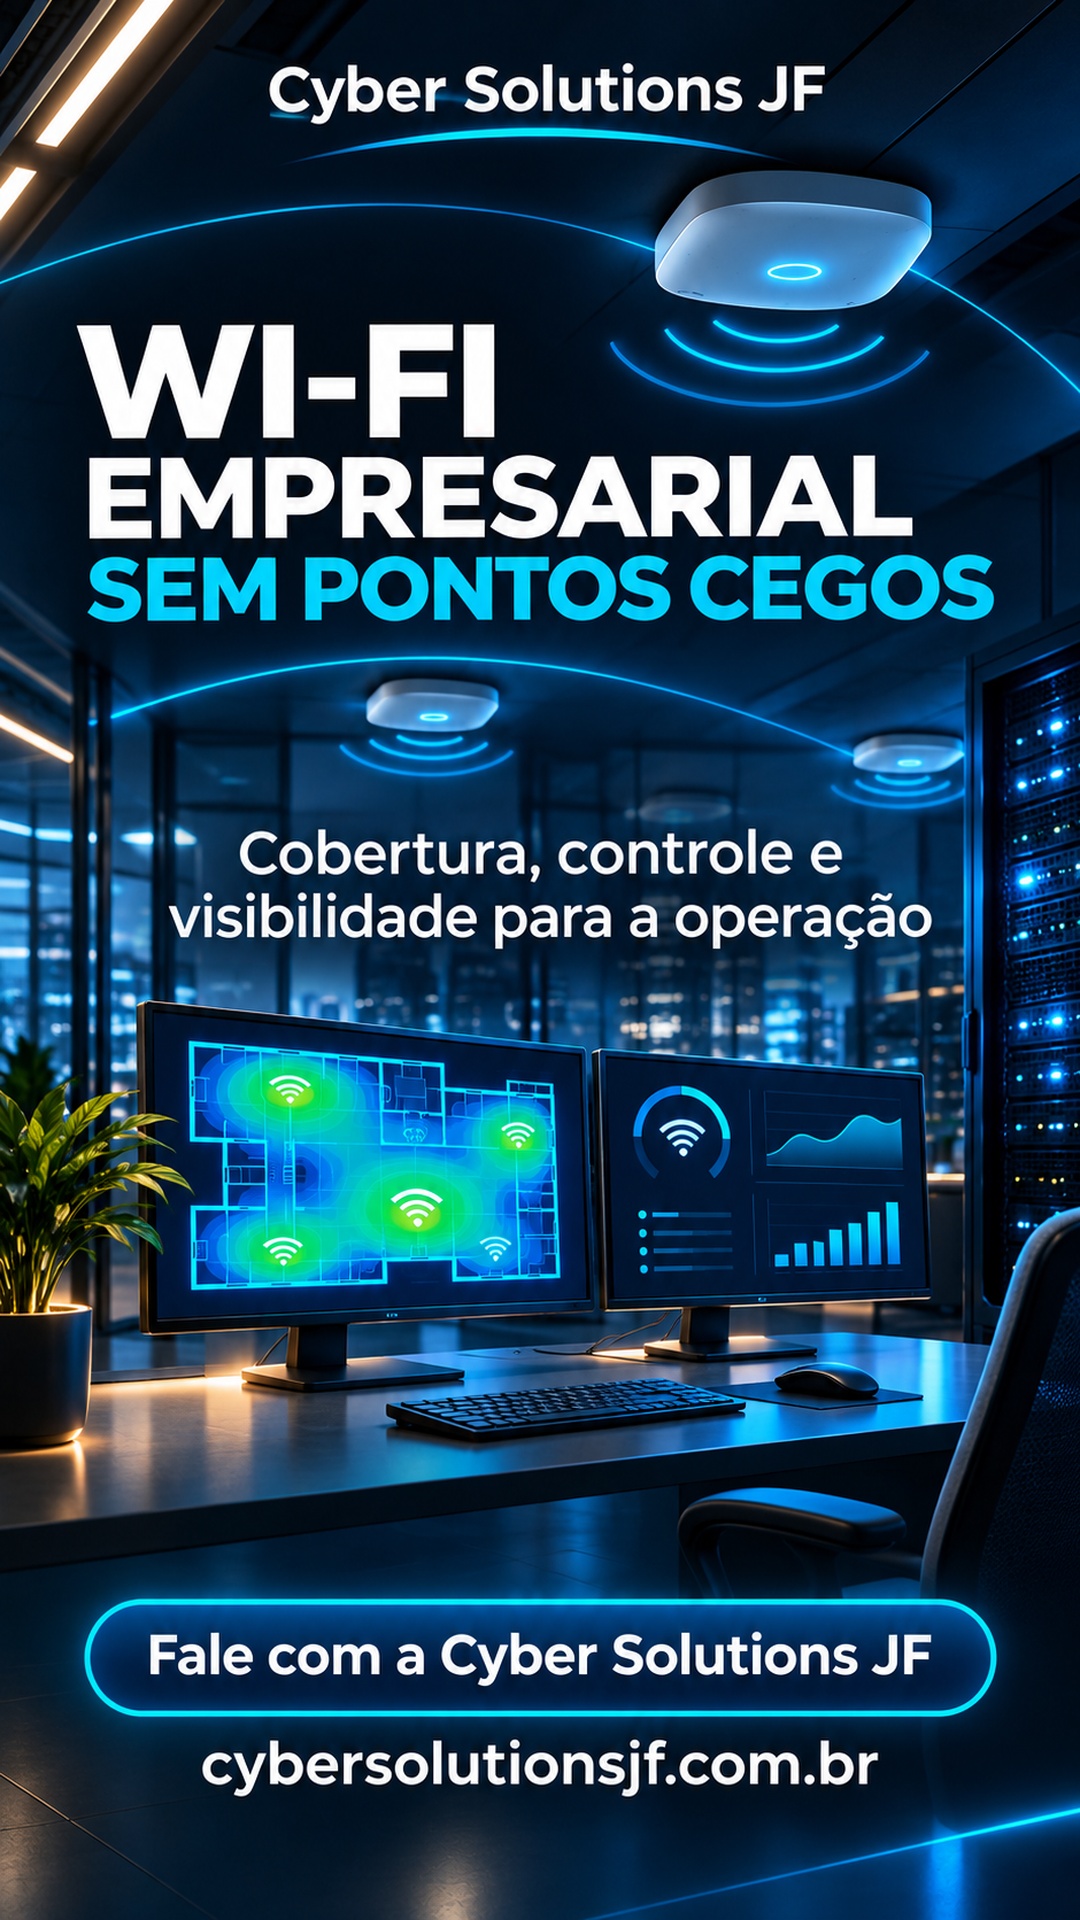 Cyber Solutions JF
WI-FI
EMPRESARIAL
SEM PONTOS CEGOS
Cobertura, controle e
visibilidade para a operação
Fale com a Cyber Solutions JF
cybersolutionsjf.com.br